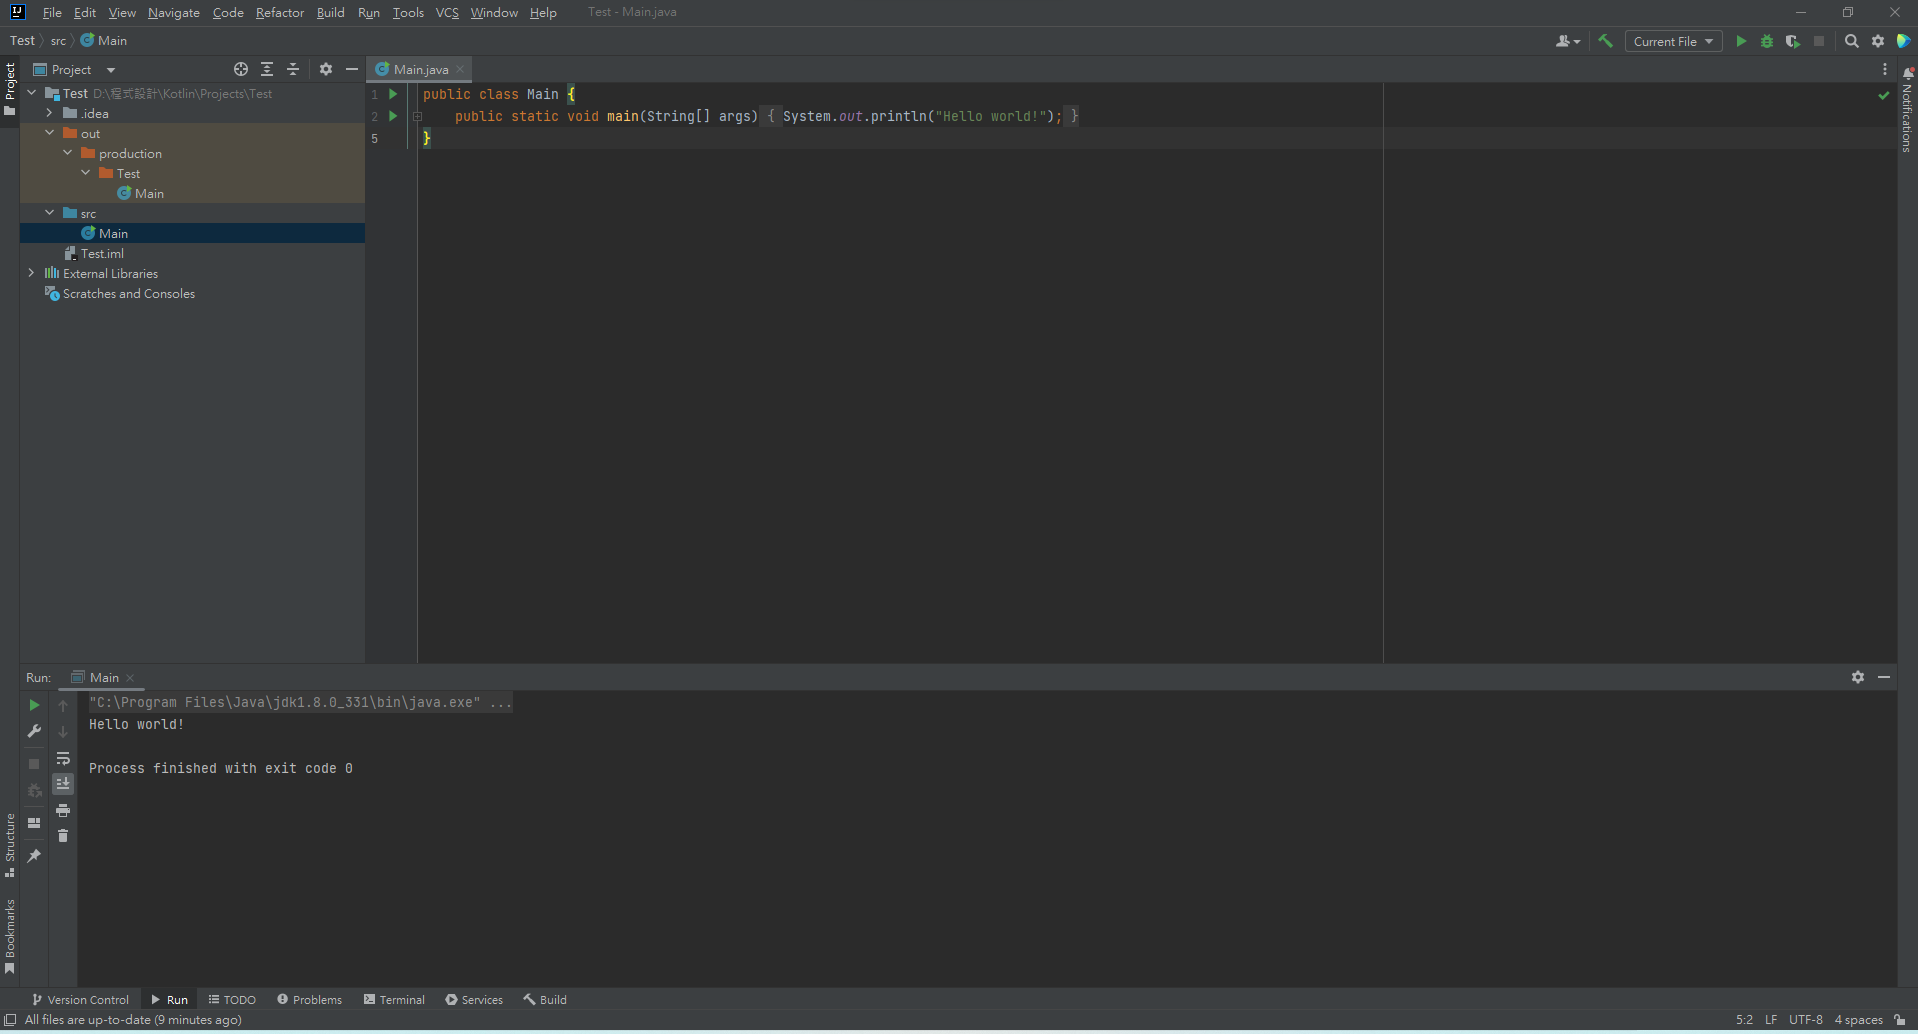 File Edit View Navigate Code Refactor Build Run Tools VCS Window Help Test - Main.java
Test src Main
Current File
Project
Main.java
Project
Test D:\程式設計\Kotlin\Projects\Test
.idea
out
production
Test
Main
src
Main
Test.iml
External Libraries
Scratches and Consoles
1 public class Main {
2 public static void main(String[] args) { System.out.println("Hello world!"); }
5 }
Notifications
Run: Main
"C:\Program Files\Java\jdk1.8.0_331\bin\java.exe" ...
Hello world!
Process finished with exit code 0
Structure
Bookmarks
Version Control Run TODO Problems Terminal Services Build
All files are up-to-date (9 minutes ago)
5:2 LF UTF-8 4 spaces